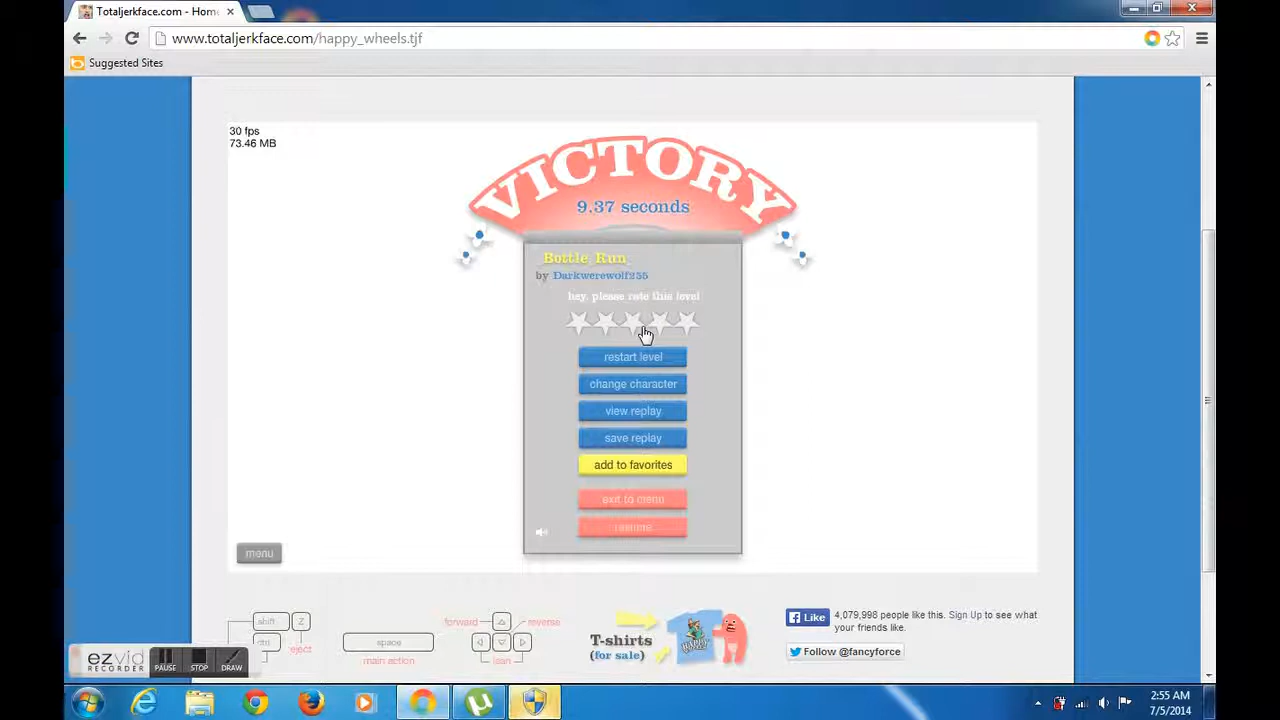 Totaljerkface.com - Hom
www.totaljerkface.com/happy_wheels.tjf
Suggested Sites
30 fps
73.46 MB
VICTORY
9.37 seconds
Bottle Run
by Darkwerewolf255
hey, please rate this level
restart level
change character
view replay
save replay
add to favorites
exit to menu
resume
menu
shift Z
ctrl
eject
space
main action
forward
reverse
lean
T-shirts
(for sale)
HAPPY
Like
4,079,998 people like this. Sign Up to see what
your friends like.
Follow @fancyforce
ezvid
RECORDER
PAUSE
STOP
DRAW
2:55 AM
7/5/2014